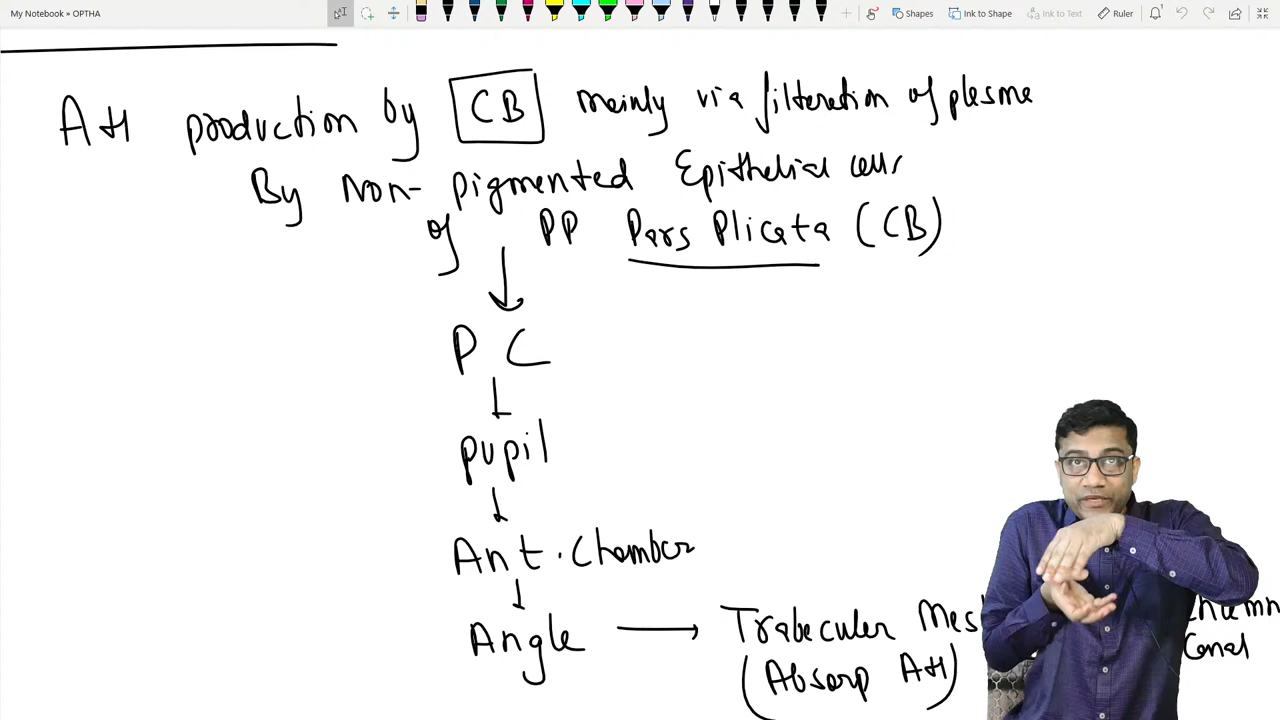 My Notebook » OPTHA
Shapes
Ink to Shape
Ink to Text
Ruler
AH production by CB mainly via filteration of plasma
By Non-pigmented Epithelial cells
of PP Pars Plicata (CB)
P C
pupil
Ant. Chamber
Angle → Trabecular Mes
(Absorp AH)
Canal